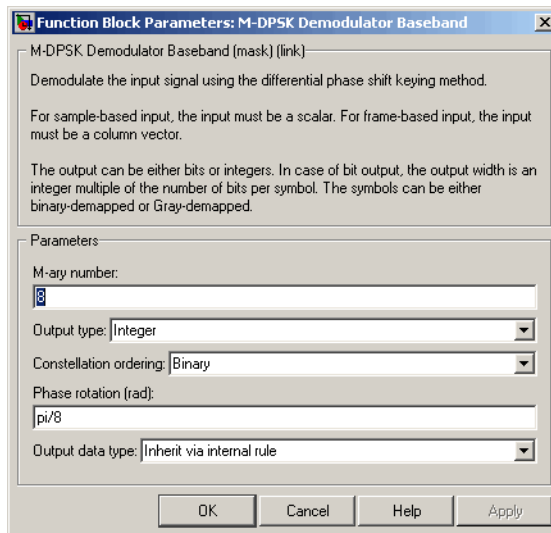 Function Block Parameters: M-DPSK Demodulator Baseband
M-DPSK Demodulator Baseband (mask) (link)
Demodulate the input signal using the differential phase shift keying method.
For sample-based input, the input must be a scalar. For frame-based input, the input
must be a column vector.
The output can be either bits or integers. In case of bit output, the output width is an
integer multiple of the number of bits per symbol. The symbols can be either
binary-demapped or Gray-demapped.
Parameters
M-ary number:
8
Output type: Integer
Constellation ordering: Binary
Phase rotation (rad):
pi/8
Output data type: Inherit via internal rule
OK Cancel Help Apply